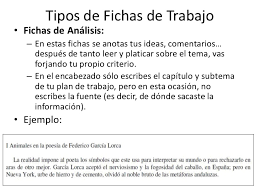 Tipos de Fichas de Trabajo
• Fichas de Análisis:
– En estas fichas se anotas tus ideas, comentarios...
después de tanto leer y platicar sobre el tema, vas
forjando tu propio criterio.
– En el encabezado sólo escribes el capítulo y subtema
de tu plan de trabajo, pero en esta ocasión, no
escribes la fuente (es decir, de dónde sacaste la
información).
• Ejemplo:
I Animales en la poesía de Federico García Lorca
La realidad impone al poeta los símbolos que este usa para interpretar su mundo o para rechazarlo en
aras de otro mejor. García Lorca aceptó el nerviosismo y la fogosidad del caballo, en España; pero en
Nueva York, urbe de hierro y de cemento, olvidó al noble bruto de las metáforas andaluzas.